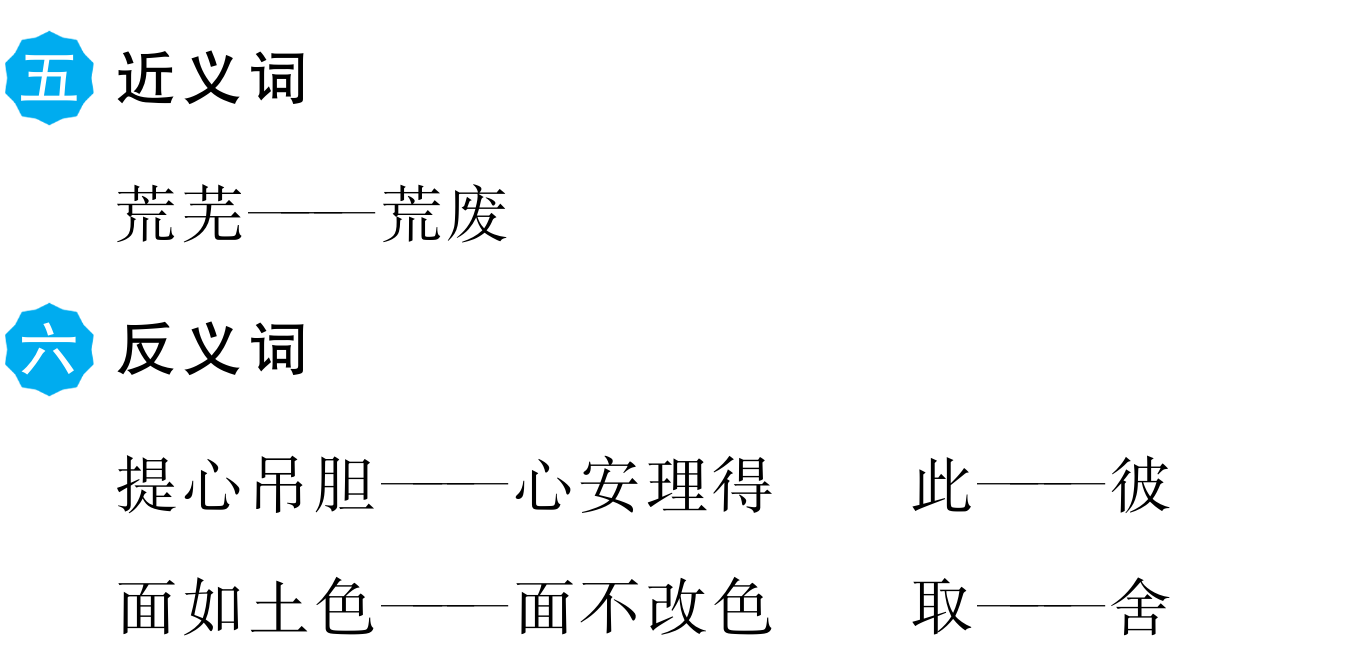 五 近义词
荒芜——荒废
六 反义词
提心吊胆——心安理得 此——彼
面如土色——面不改色 取——舍